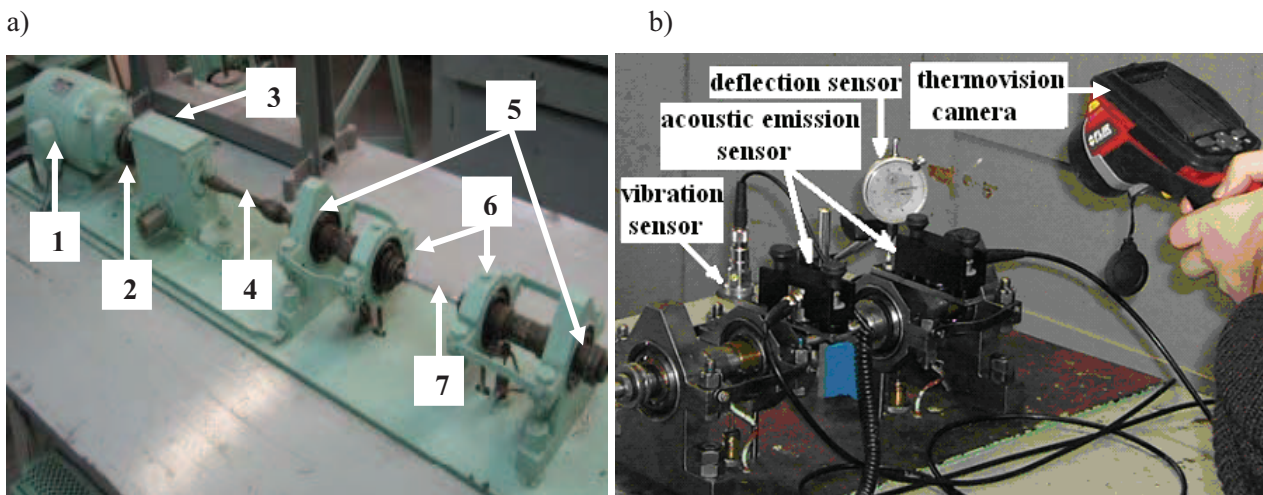 a)
b)
1
2
3
4
5
6
7
deflection sensor
thermovision
camera
acoustic emission
sensor
vibration
sensor